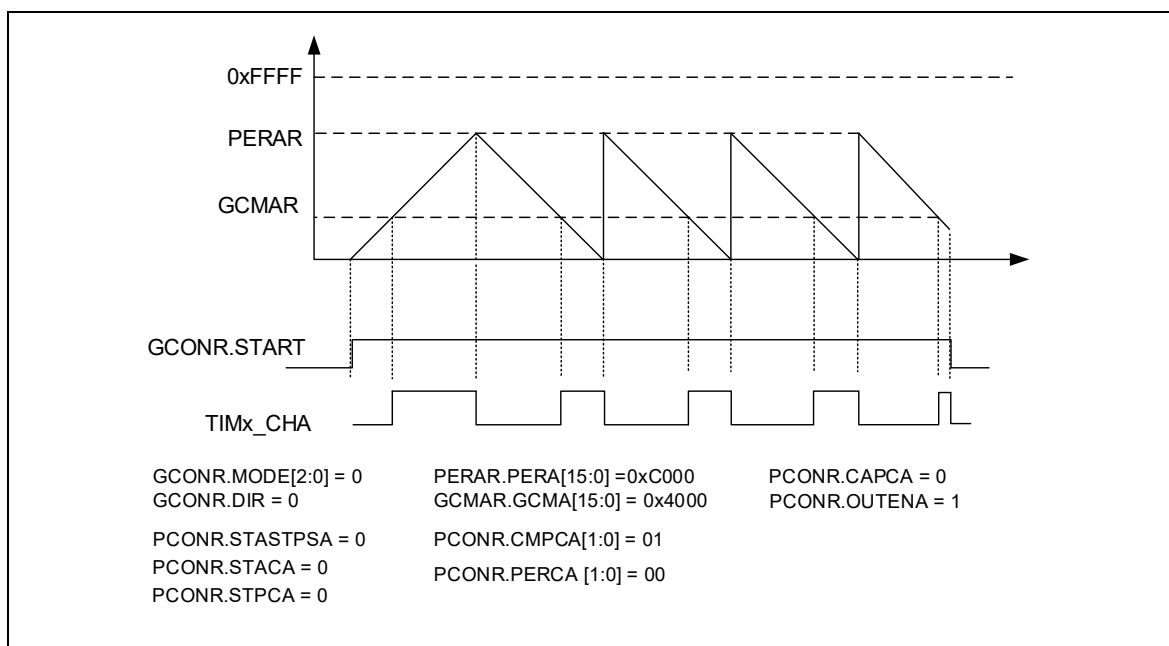 0xFFFF
PERAR
GCMAR
GCONR.START
TIMx_CHA
GCONR.MODE[2:0] = 0
GCONR.DIR = 0
PCONR.STASTPSA = 0
PCONR.STACA = 0
PCONR.STPCA = 0
PERAR.PERA[15:0] =0xC000
GCMAR.GCMA[15:0] = 0x4000
PCONR.CMPCA[1:0] = 01
PCONR.PERCA [1:0] = 00
PCONR.CAPCA = 0
PCONR.OUTENA = 1